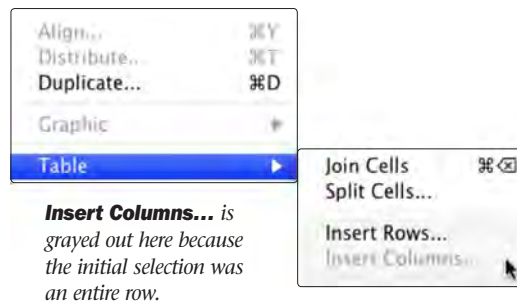 Align... ⌘Y
Distribute... ⌘T
Duplicate... ⌘D
Graphic
Table
Join Cells ⌘⌫
Split Cells...
Insert Rows...
Insert Columns...
Insert Columns... is
grayed out here because
the initial selection was
an entire row.